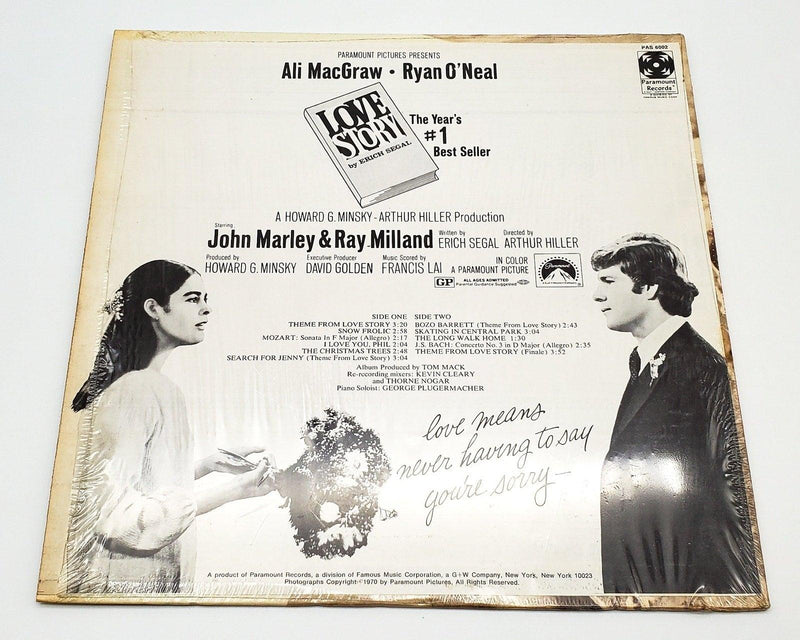 PARAMOUNT PICTURES PRESENTS
Ali MacGraw • Ryan O'Neal
PAS 6002
Paramount
Records
LOVE
STORY
by ERICH SEGAL
The Year's
#1
Best Seller
A HOWARD G. MINSKY - ARTHUR HILLER Production
Starring
John Marley & Ray Milland
Written by
ERICH SEGAL
Directed by
ARTHUR HILLER
Produced by
HOWARD G. MINSKY
Executive Producer
DAVID GOLDEN
Music Scored by
FRANCIS LAI
IN COLOR
A PARAMOUNT PICTURE
Paramount
GP
ALL AGES ADMITTED
Parental Guidance Suggested
SIDE ONE
THEME FROM LOVE STORY 3:20
SNOW FROLIC 2:58
MOZART: Sonata In F Major (Allegro) 2:17
I LOVE YOU, PHIL 2:04
THE CHRISTMAS TREES 2:48
SEARCH FOR JENNY (Theme From Love Story) 3:04
SIDE TWO
BOZO BARRETT (Theme From Love Story) 2:43
SKATING IN CENTRAL PARK 3:04
THE LONG WALK HOME 1:30
J.S. BACH: Concerto No. 3 in D Major (Allegro) 2:35
THEME FROM LOVE STORY (Finale) 3:52
Album Produced by TOM MACK
Re-recording mixers: KEVIN CLEARY
and THORNE NOGAR
Piano Soloist: GEORGE PLUGERMACHER
love means
never having to say
you're sorry—
A product of Paramount Records, a division of Famous Music Corporation, a G+W Company, New York, New York 10023
Photographs Copyright © 1970 by Paramount Pictures, All Rights Reserved.